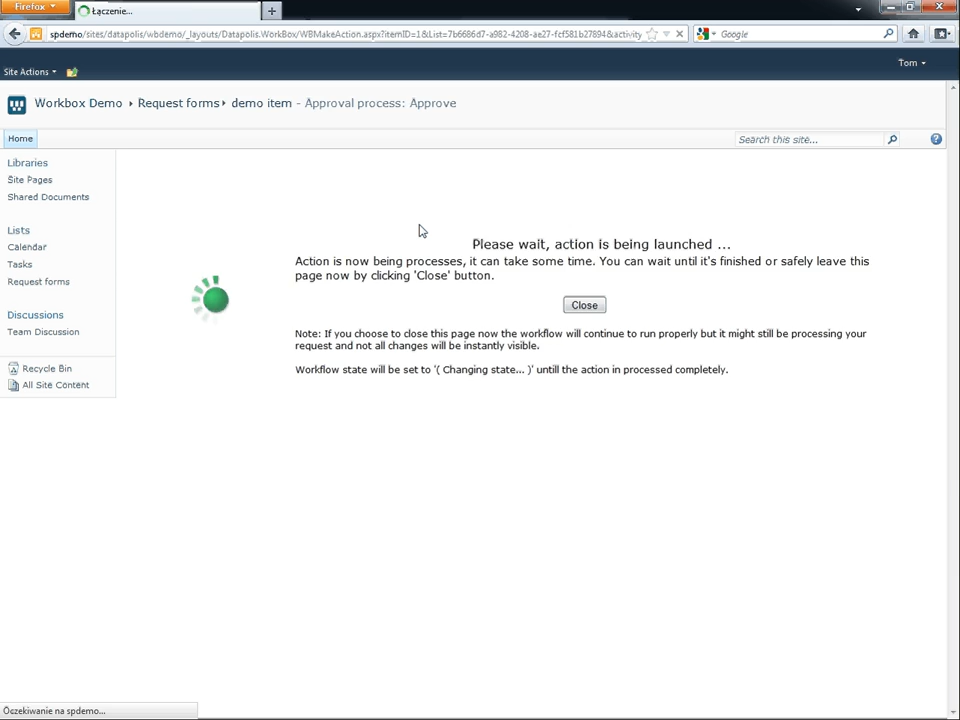 Firefox
Łączenie...
spdemo/sites/datapolis/wbdemo/_layouts/Datapolis.WorkBox/WBMakeAction.aspx?itemID=1&List=7b6686d7-a982-4208-ae27-fcf581b27894&activity
Google
Site Actions
Tom
Workbox Demo Request forms demo item - Approval process: Approve
Home
Search this site...
Libraries
Site Pages
Shared Documents
Lists
Calendar
Tasks
Request forms
Discussions
Team Discussion
Recycle Bin
All Site Content
Please wait, action is being launched ...
Action is now being processes, it can take some time. You can wait until it's finished or safely leave this
page now by clicking 'Close' button.
Close
Note: If you choose to close this page now the workflow will continue to run properly but it might still be processing your
request and not all changes will be instantly visible.
Workflow state will be set to '( Changing state... )' untill the action in processed completely.
Oczekiwanie na spdemo...